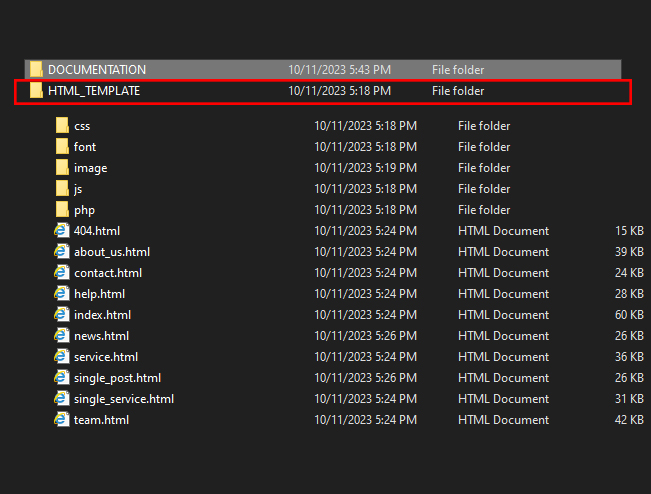 DOCUMENTATION 10/11/2023 5:43 PM File folder
HTML_TEMPLATE 10/11/2023 5:18 PM File folder
css 10/11/2023 5:18 PM File folder
font 10/11/2023 5:18 PM File folder
image 10/11/2023 5:19 PM File folder
js 10/11/2023 5:18 PM File folder
php 10/11/2023 5:18 PM File folder
404.html 10/11/2023 5:24 PM HTML Document 15 KB
about_us.html 10/11/2023 5:24 PM HTML Document 39 KB
contact.html 10/11/2023 5:24 PM HTML Document 24 KB
help.html 10/11/2023 5:24 PM HTML Document 28 KB
index.html 10/11/2023 5:24 PM HTML Document 60 KB
news.html 10/11/2023 5:26 PM HTML Document 26 KB
service.html 10/11/2023 5:24 PM HTML Document 36 KB
single_post.html 10/11/2023 5:26 PM HTML Document 26 KB
single_service.html 10/11/2023 5:24 PM HTML Document 31 KB
team.html 10/11/2023 5:24 PM HTML Document 42 KB